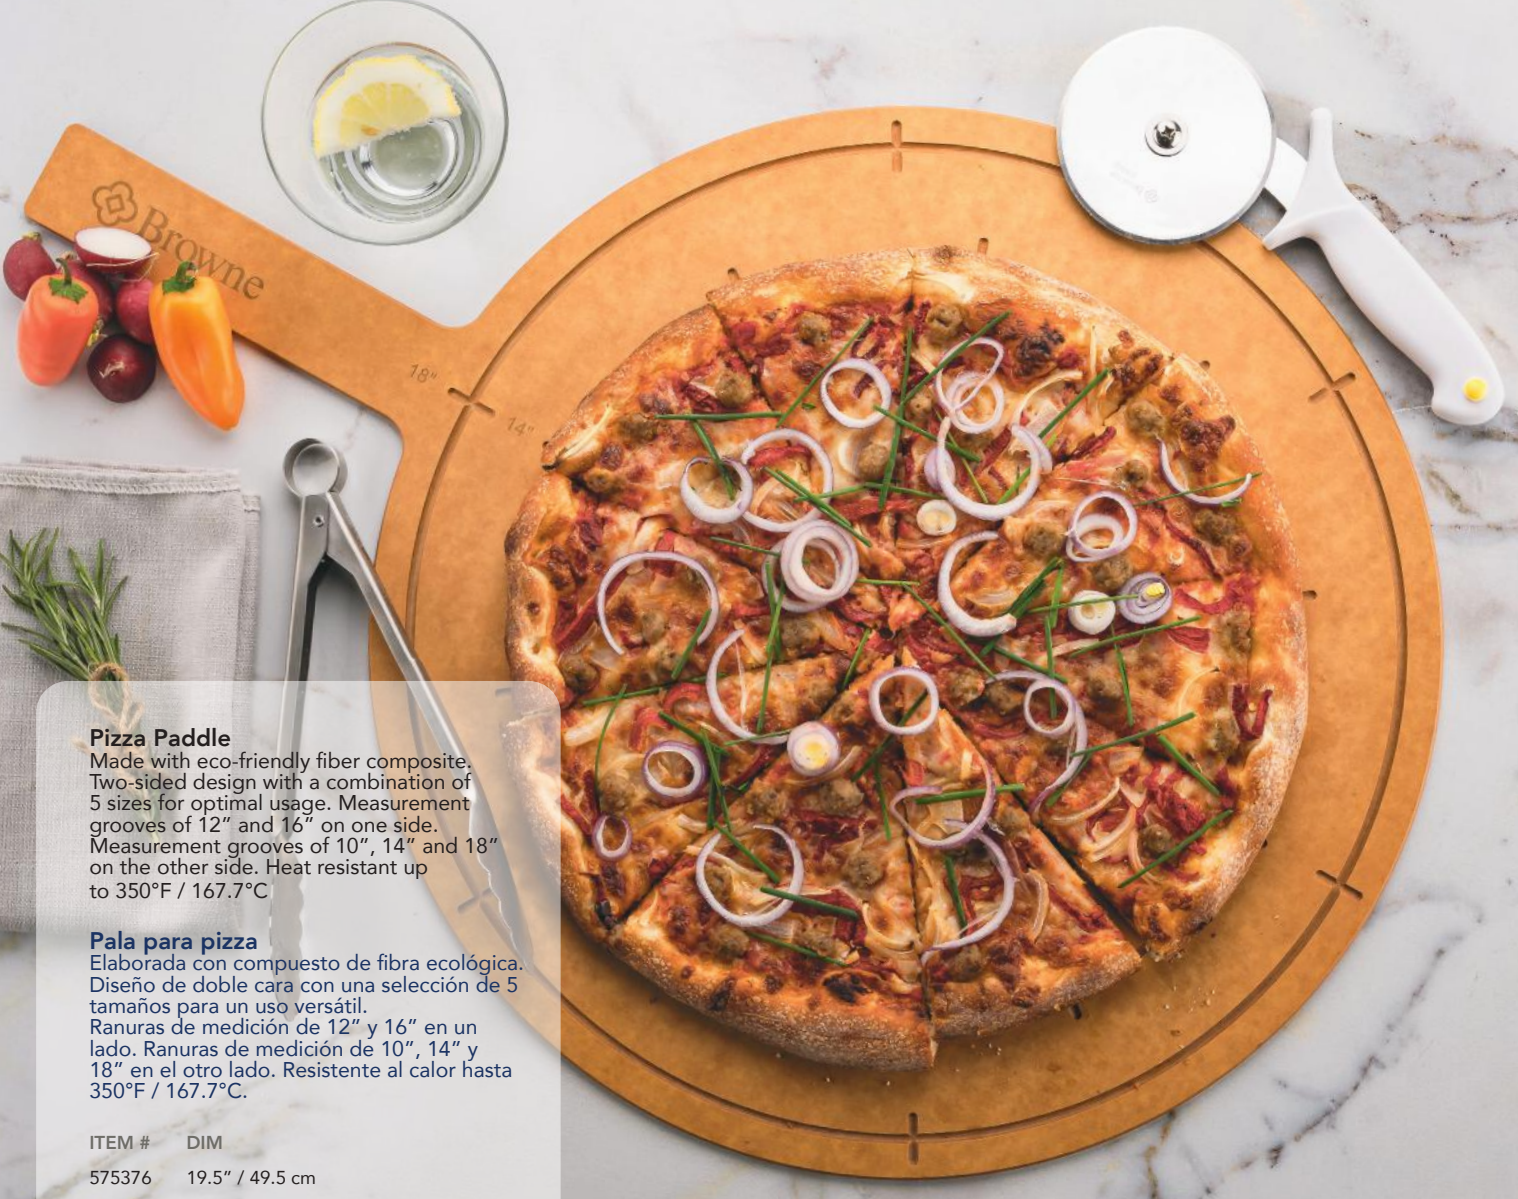 Browne
18"
14"
Pizza Paddle
Made with eco-friendly fiber composite.
Two-sided design with a combination of
5 sizes for optimal usage. Measurement
grooves of 12” and 16” on one side.
Measurement grooves of 10”, 14” and 18”
on the other side. Heat resistant up
to 350°F / 167.7°C
Pala para pizza
Elaborada con compuesto de fibra ecológica.
Diseño de doble cara con una selección de 5
tamaños para un uso versátil.
Ranuras de medición de 12” y 16” en un
lado. Ranuras de medición de 10”, 14” y
18” en el otro lado. Resistente al calor hasta
350°F / 167.7°C.
ITEM # DIM
575376 19.5” / 49.5 cm